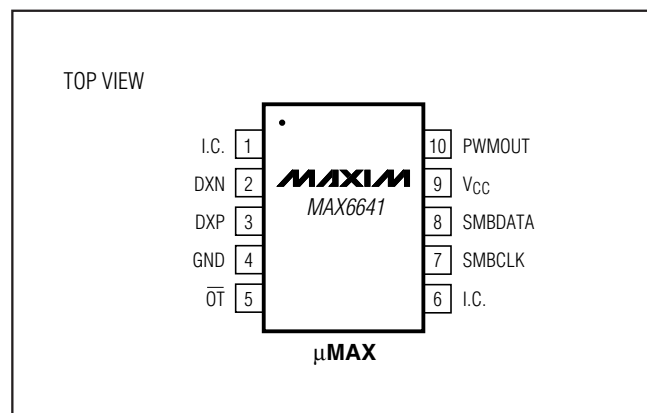 TOP VIEW
I.C. 1
DXN 2
DXP 3
GND 4
OT 5
MAXIM
MAX6641
10 PWMOUT
9 VCC
8 SMBDATA
7 SMBCLK
6 I.C.
µMAX